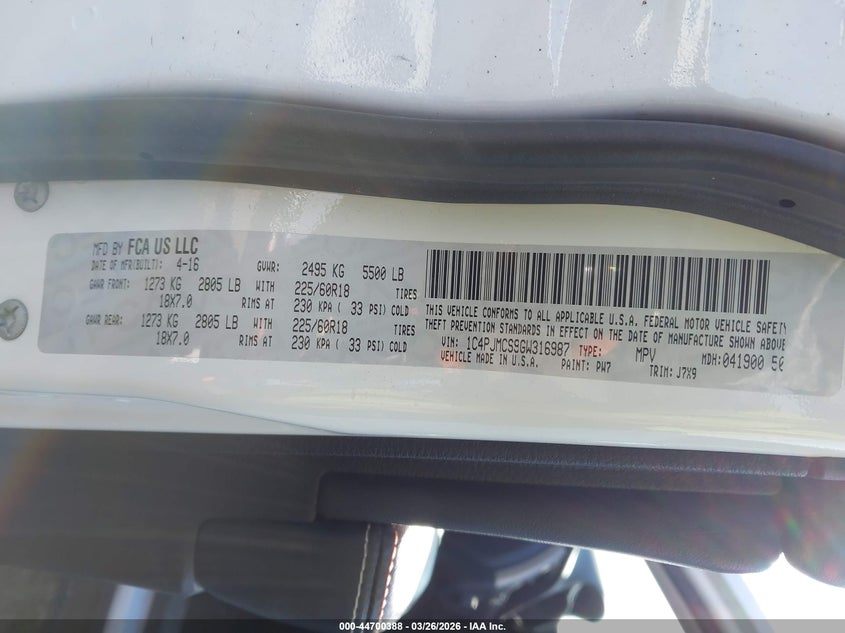 MFD BY FCA US LLC
DATE OF MFR(BUILT): 4-16 GVWR: 2495 KG 5500 LB
GAWR FRONT: 1273 KG 2805 LB WITH 225/60R18 TIRES
18X7.0 RIMS AT 230 KPA ( 33 PSI) COLD
GAWR REAR: 1273 KG 2805 LB WITH 225/60R18 TIRES
18X7.0 RIMS AT 230 KPA ( 33 PSI) COLD
THIS VEHICLE CONFORMS TO ALL APPLICABLE U.S.A. FEDERAL MOTOR VEHICLE SAFETY
THEFT PREVENTION STANDARDS IN EFFECT ON THE DATE OF MANUFACTURE SHOWN ABOVE
VIN: 1C4PJMCS9GW316987 TYPE: MPV MDH:041900 50
VEHICLE MADE IN U.S.A. PAINT: PW7 TRIM: J7X9
000-44700388 - 03/26/2026 - IAA Inc.